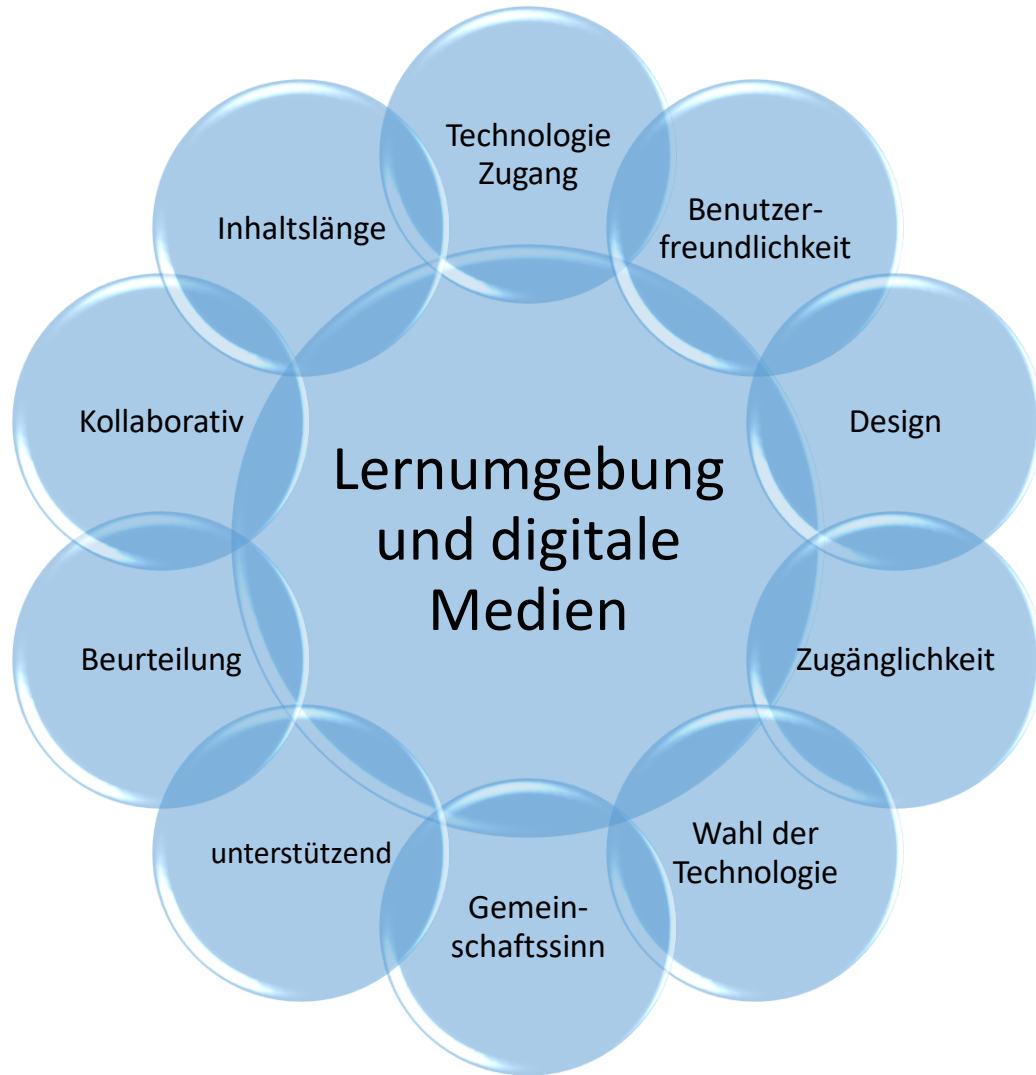 Technologie
Zugang
Benutzer-
freundlichkeit
Design
Zugänglichkeit
Wahl der
Technologie
Gemein-
schaftssinn
unterstützend
Beurteilung
Kollaborativ
Inhaltslänge
Lernumgebung
und digitale
Medien